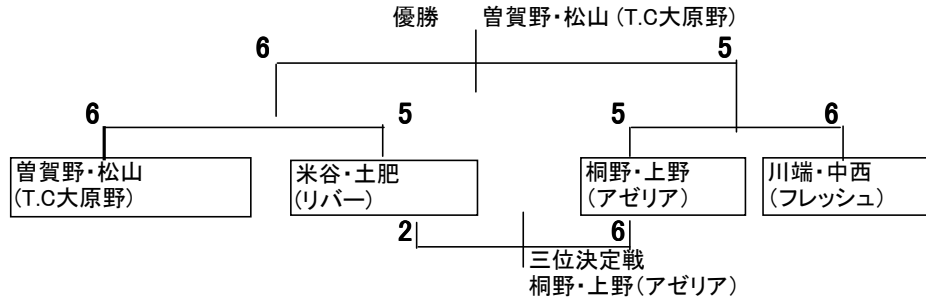 優勝 曽賀野・松山 (T.C大原野)
6 5
6 5 5 6
曽賀野・松山
(T.C大原野)
米谷・土肥
(リバー)
桐野・上野
(アゼリア)
川端・中西
(フレッシュ)
2 6
三位決定戦
桐野・上野(アゼリア)